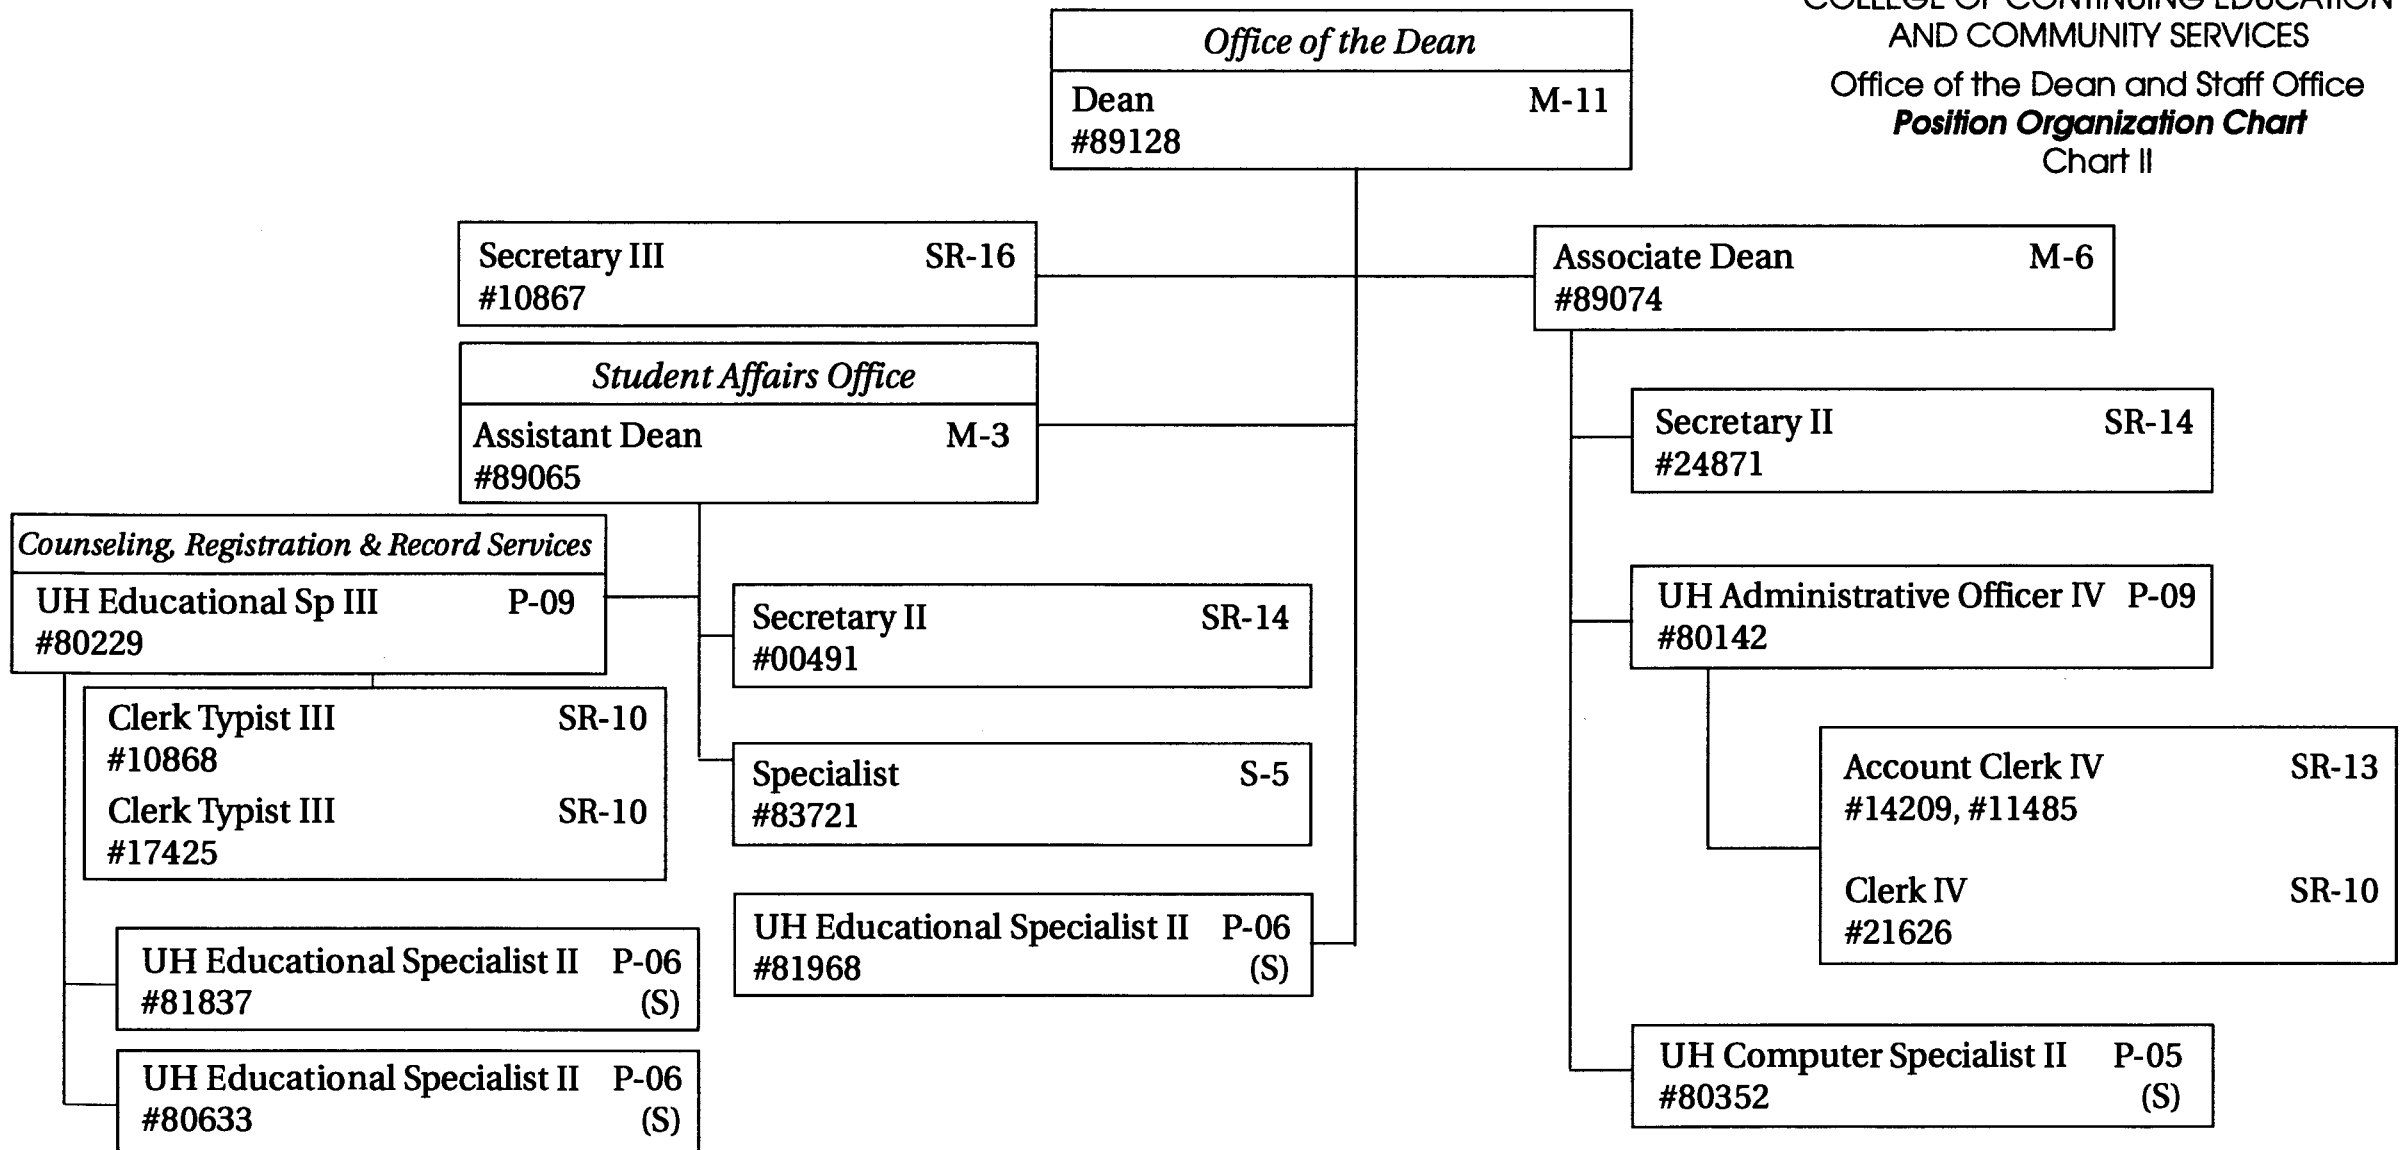 COLLEGE OF CONTINUING EDUCATION
AND COMMUNITY SERVICES
Office of the Dean and Staff Office
Position Organization Chart
Chart II
Office of the Dean
Dean M-11
#89128
Secretary III SR-16
#10867
Associate Dean M-6
#89074
Student Affairs Office
Assistant Dean M-3
#89065
Secretary II SR-14
#24871
Counseling, Registration & Record Services
UH Educational Sp III P-09
#80229
Secretary II SR-14
#00491
UH Administrative Officer IV P-09
#80142
Clerk Typist III SR-10
#10868
Clerk Typist III SR-10
#17425
Specialist S-5
#83721
Account Clerk IV SR-13
#14209, #11485
Clerk IV SR-10
#21626
UH Educational Specialist II P-06
#81968 (S)
UH Educational Specialist II P-06
#81837 (S)
UH Educational Specialist II P-06
#80633 (S)
UH Computer Specialist II P-05
#80352 (S)